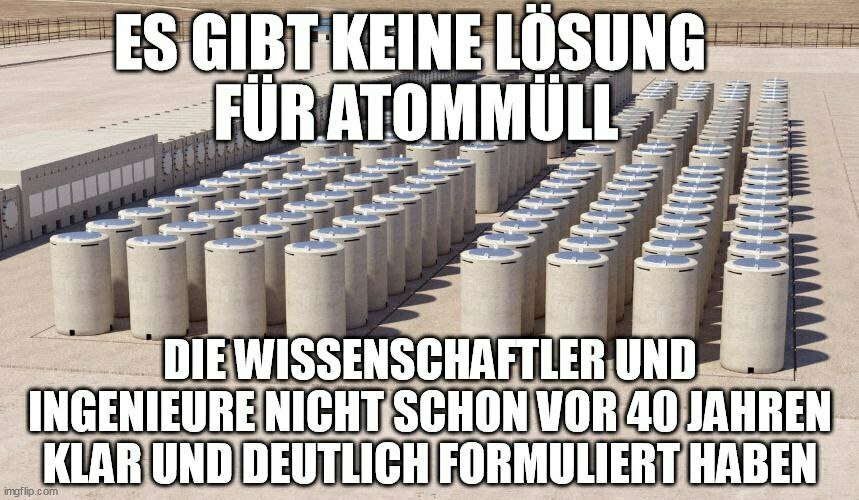 ES GIBT KEINE LÖSUNG
FÜR ATOMMÜLL
DIE WISSENSCHAFTLER UND
INGENIEURE NICHT SCHON VOR 40 JAHREN
KLAR UND DEUTLICH FORMULIERT HABEN
imgflip.com